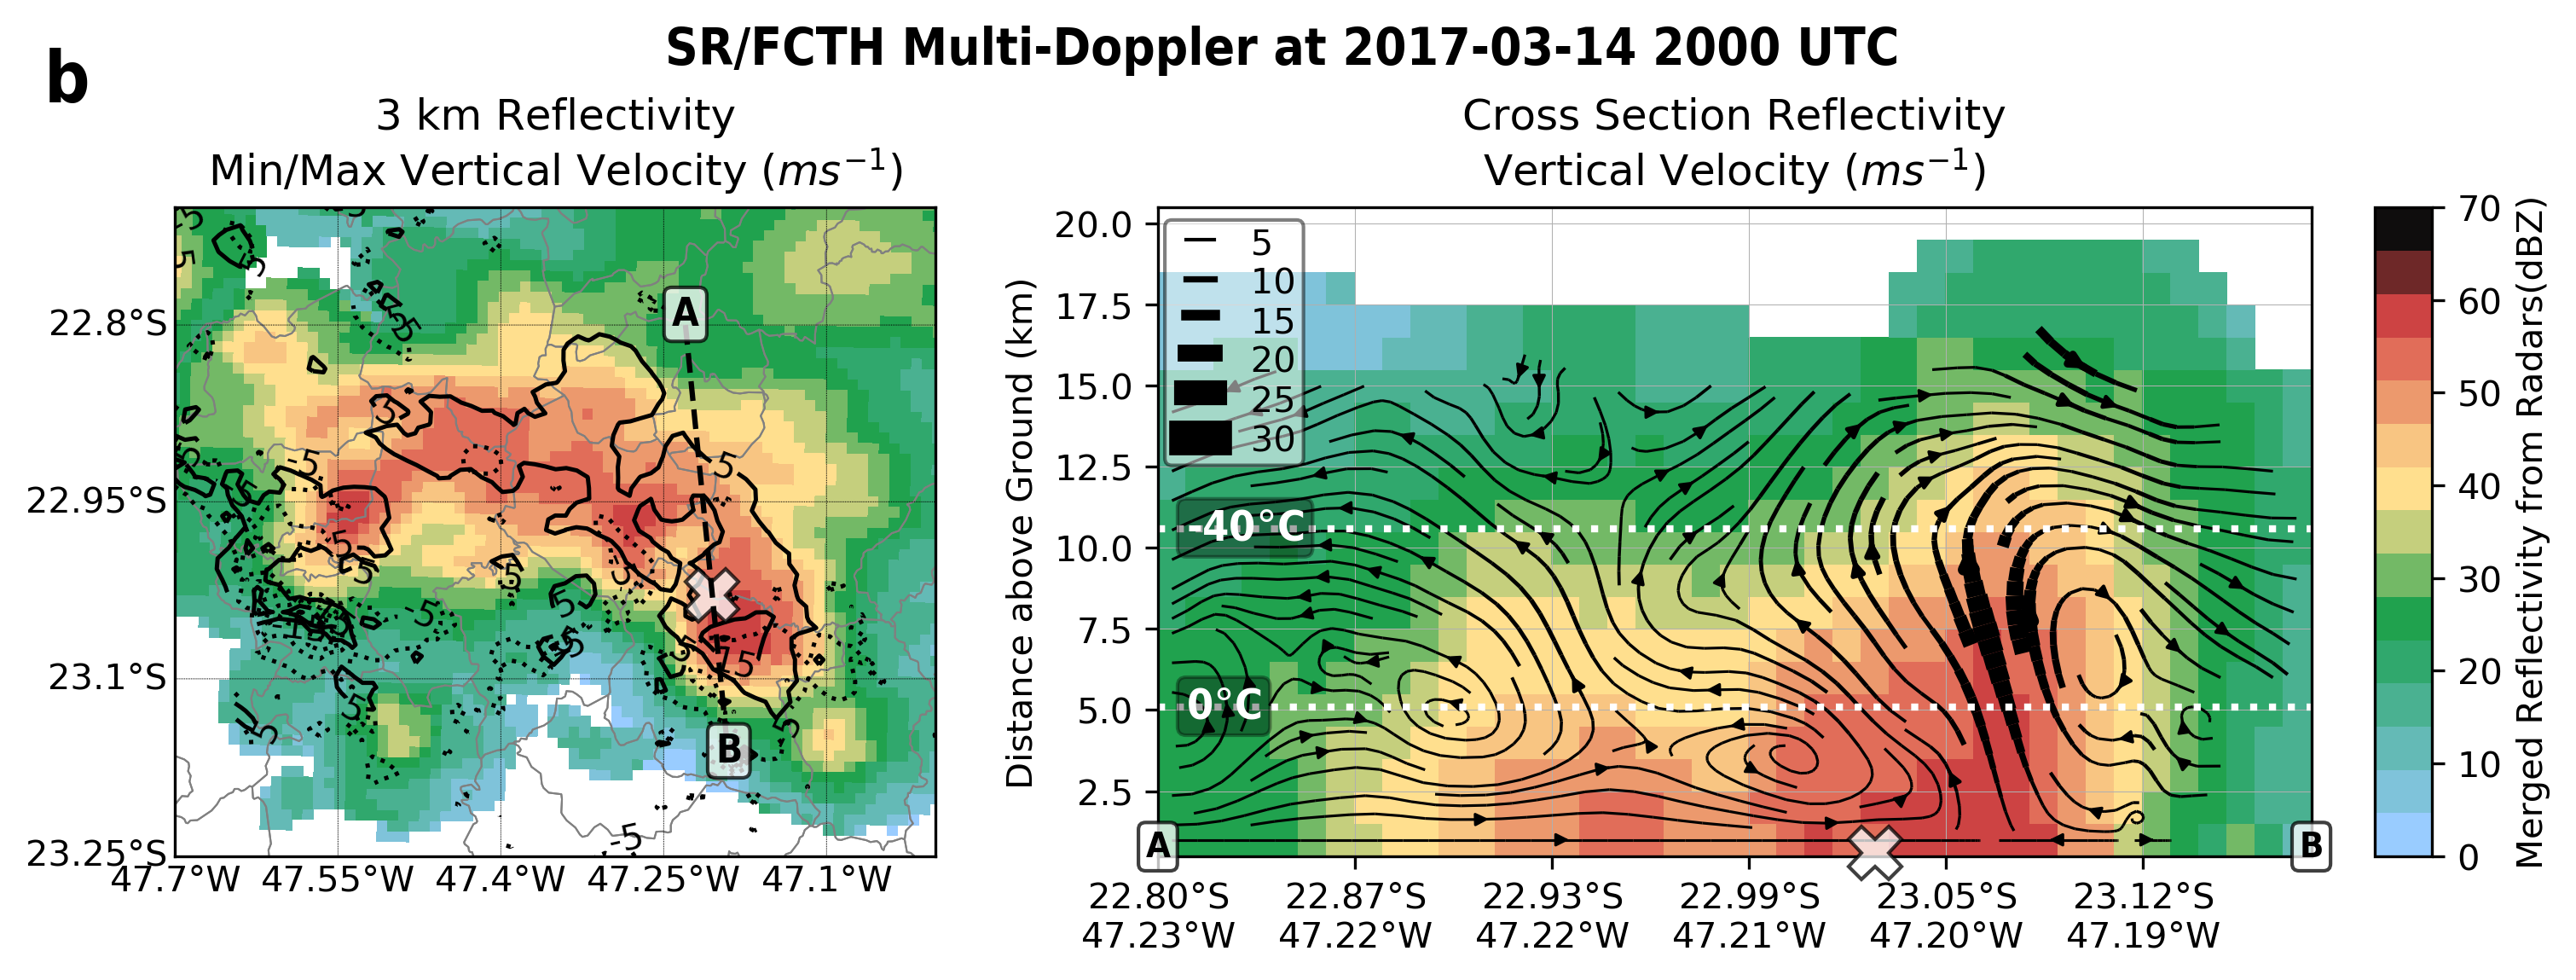 b
SR/FCTH Multi-Doppler at 2017-03-14 2000 UTC
3 km Reflectivity
Min/Max Vertical Velocity (ms⁻¹)
22.8°S
22.95°S
23.1°S
23.25°S
47.7°W 47.55°W 47.4°W 47.25°W 47.1°W
A
B
-5
5
15
Cross Section Reflectivity
Vertical Velocity (ms⁻¹)
Distance above Ground (km)
20.0
17.5
15.0
12.5
10.0
7.5
5.0
2.5
5
10
15
20
25
30
-40°C
0°C
A
B
22.80°S 22.87°S 22.93°S 22.99°S 23.05°S 23.12°S
47.23°W 47.22°W 47.22°W 47.21°W 47.20°W 47.19°W
70
60
50
40
30
20
10
0
Merged Reflectivity from Radars(dBZ)